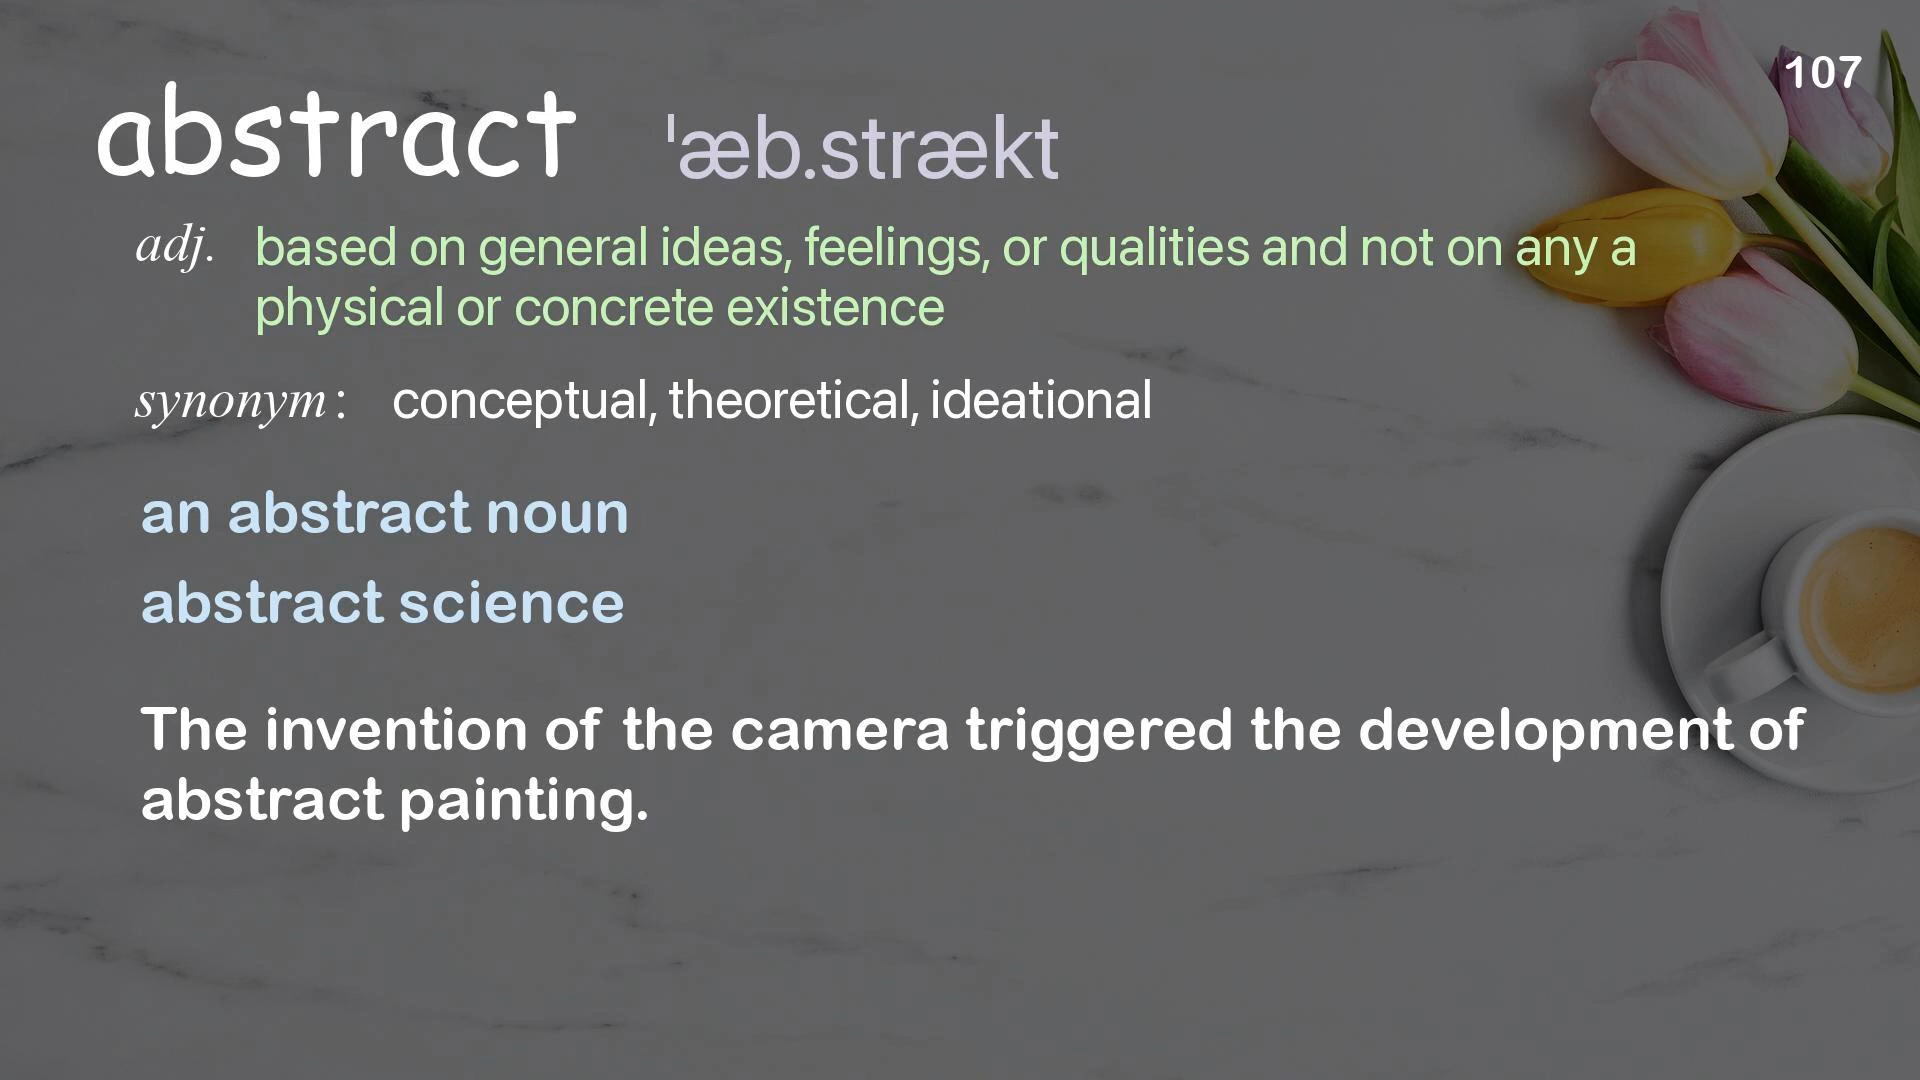 107
abstract ˈæb.strækt
adj. based on general ideas, feelings, or qualities and not on any a
physical or concrete existence
synonym : conceptual, theoretical, ideational
an abstract noun
abstract science
The invention of the camera triggered the development of
abstract painting.